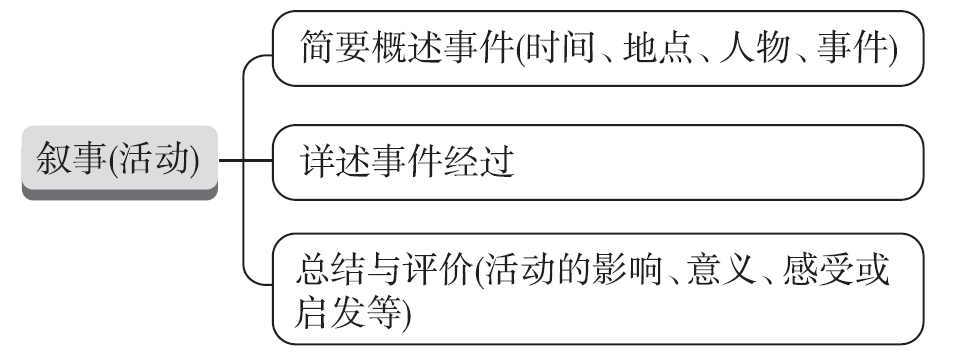 简要概述事件(时间、地点、人物、事件)
叙事(活动)
详述事件经过
总结与评价(活动的影响、意义、感受或
启发等)